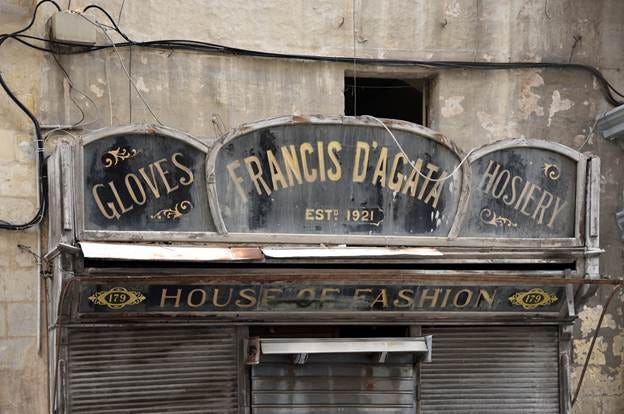 GLOVES
FRANCIS D'AGATA
HOSIERY
ESTD 1921
179 HOUSE OF FASHION 179